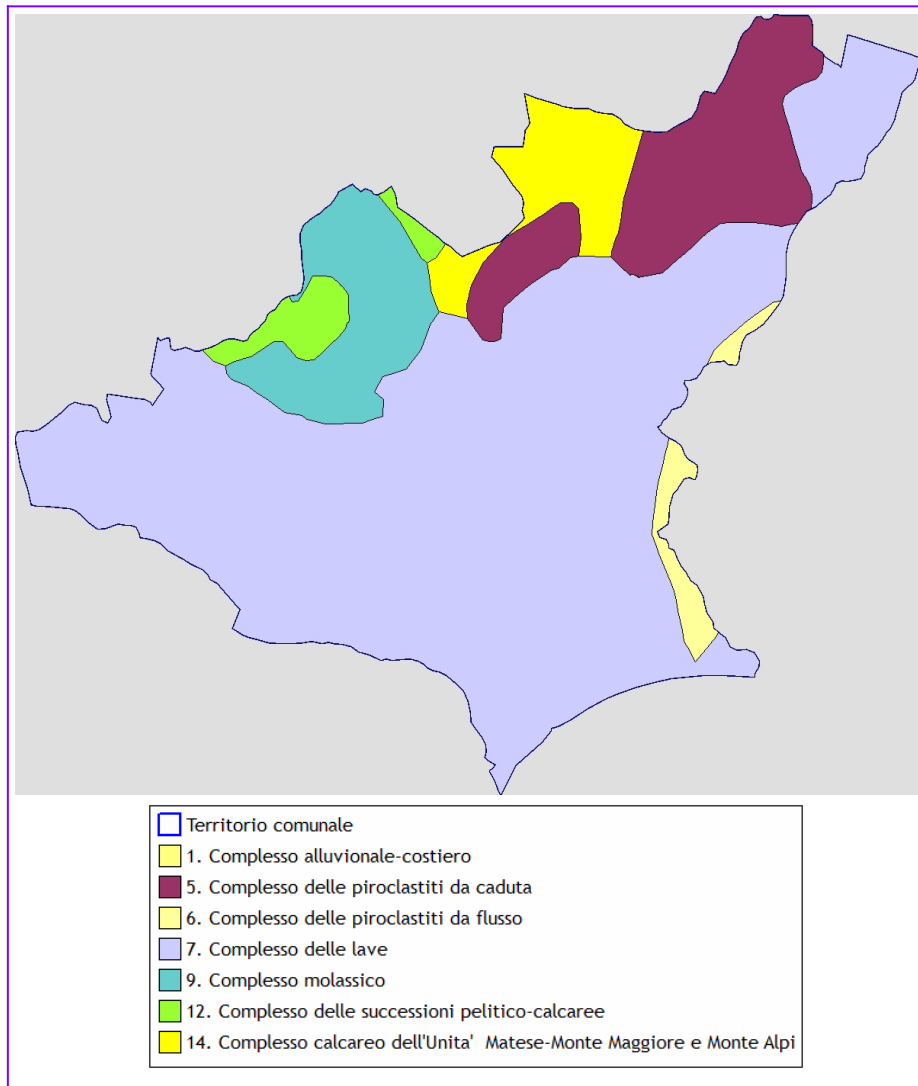 Territorio comunale
1. Complesso alluvionale-costiero
5. Complesso delle piroclastiti da caduta
6. Complesso delle piroclastiti da flusso
7. Complesso delle lave
9. Complesso molassico
12. Complesso delle successioni pelitico-calcaree
14. Complesso calcareo dell'Unita' Matese-Monte Maggiore e Monte Alpi